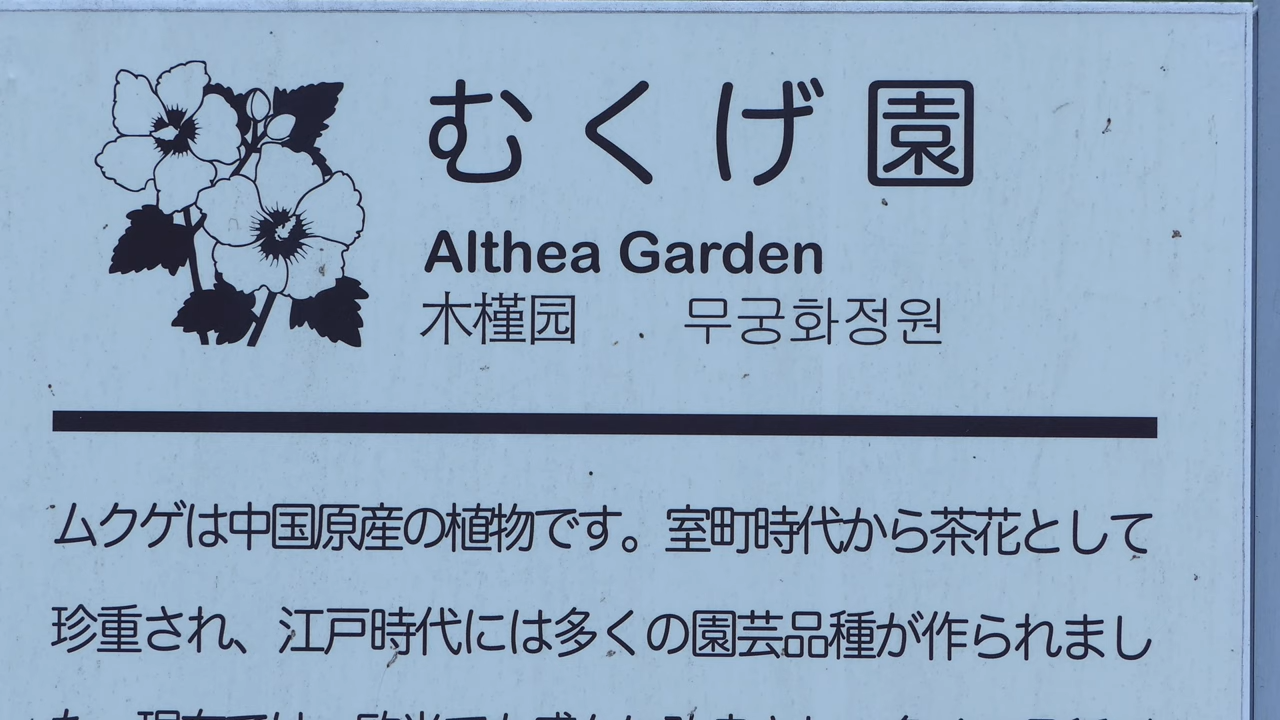 むくげ園
Althea Garden
木槿园 무궁화정원
ムクゲは中国原産の植物です。室町時代から茶花として
珍重され、江戸時代には多くの園芸品種が作られまし